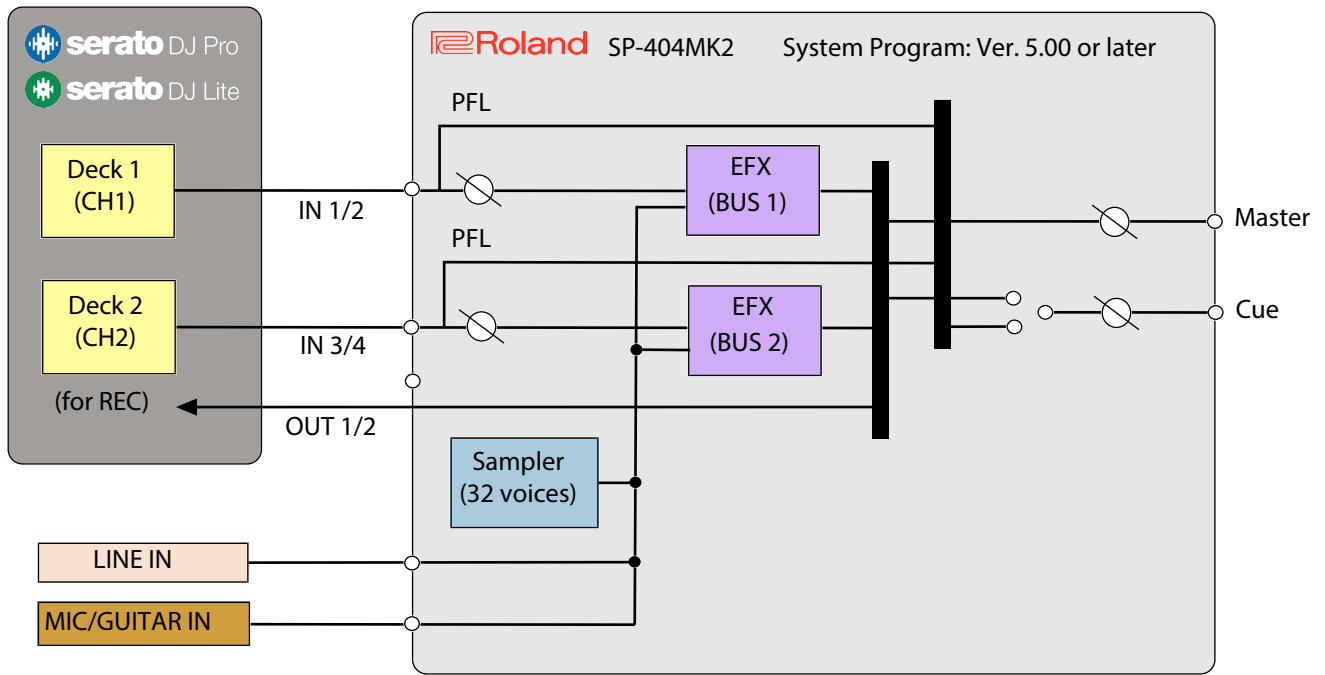 serato DJ Pro
serato DJ Lite
Roland SP-404MK2 System Program: Ver. 5.00 or later
PFL
Deck 1
(CH1)
IN 1/2
EFX
(BUS 1)
Master
PFL
Deck 2
(CH2)
IN 3/4
EFX
(BUS 2)
Cue
(for REC)
OUT 1/2
Sampler
(32 voices)
LINE IN
MIC/GUITAR IN